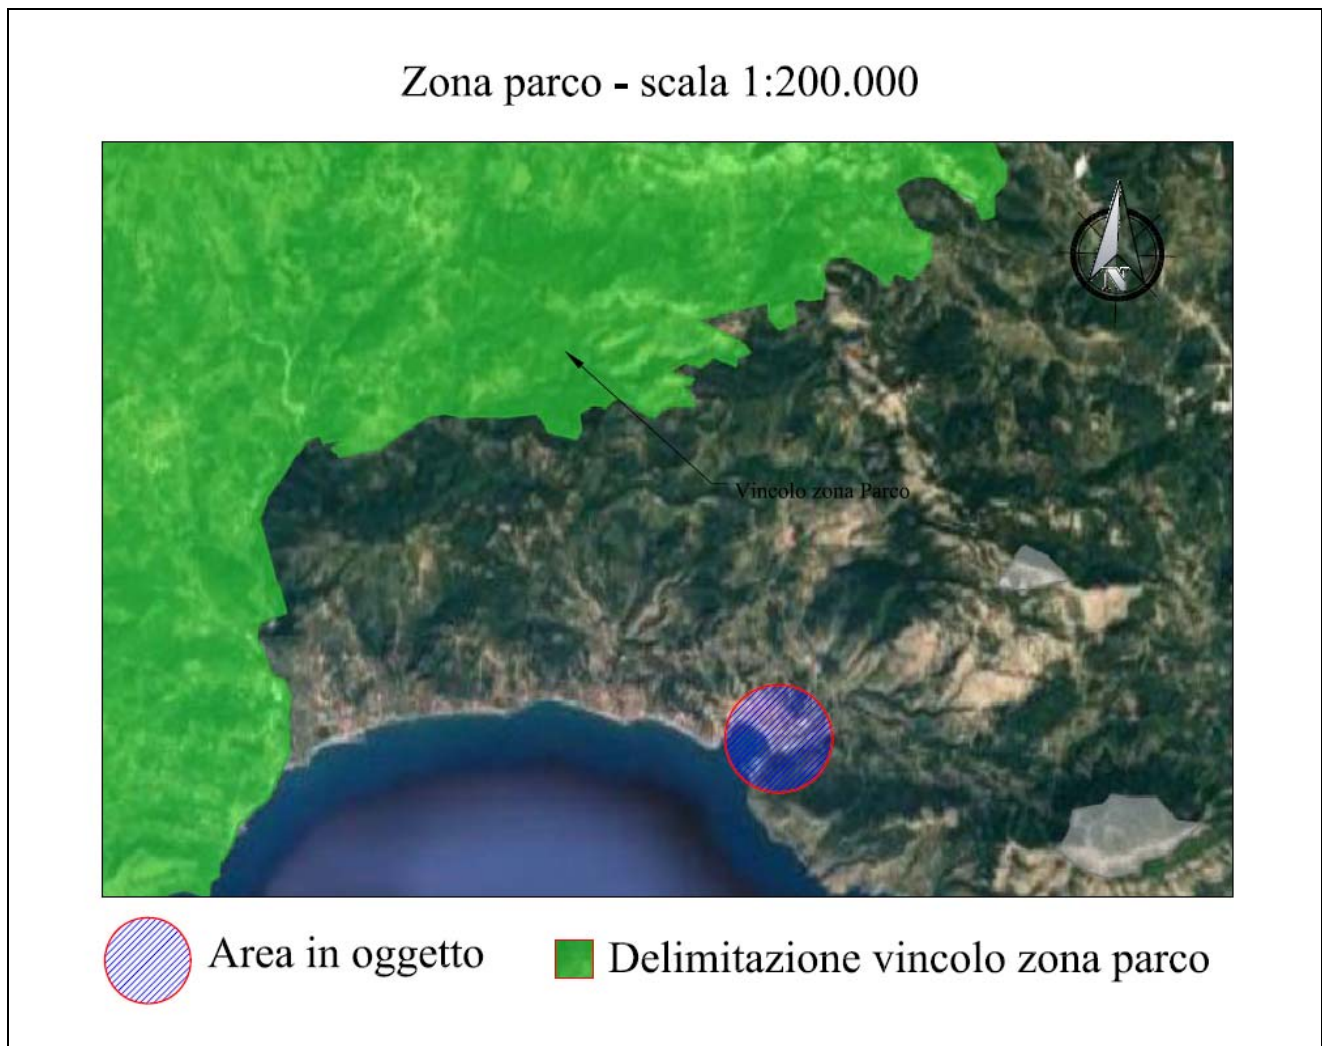 Zona parco - scala 1:200.000
N
Vincolo zona Parco
Area in oggetto
Delimitazione vincolo zona parco